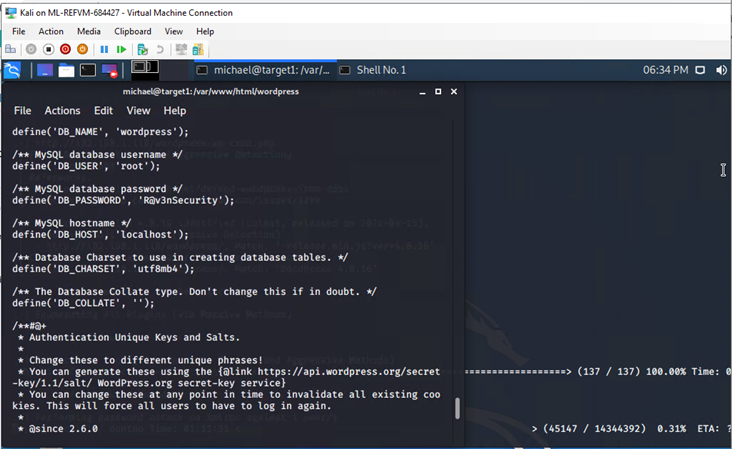 Kali on ML-REFVM-684427 - Virtual Machine Connection
File Action Media Clipboard View Help
michael@target1: /var/... Shell No. 1 06:34 PM
michael@target1: /var/www/html/wordpress
File Actions Edit View Help
define('DB_NAME', 'wordpress');
/** MySQL database username */
define('DB_USER', 'root');
/** MySQL database password */
define('DB_PASSWORD', 'R@v3nSecurity');
/** MySQL hostname */
define('DB_HOST', 'localhost');
/** Database Charset to use in creating database tables. */
define('DB_CHARSET', 'utf8mb4');
/** The Database Collate type. Don't change this if in doubt. */
define('DB_COLLATE', '');
/**#@+
* Authentication Unique Keys and Salts.
*
* Change these to different unique phrases!
* You can generate these using the {@link https://api.wordpress.org/secret
-key/1.1/salt/ WordPress.org secret-key service}
* You can change these at any point in time to invalidate all existing coo
kies. This will force all users to have to log in again.
*
* @since 2.6.0
=====================> (137 / 137) 100.00% Time: 0
> (45147 / 14344392) 0.31% ETA: ?